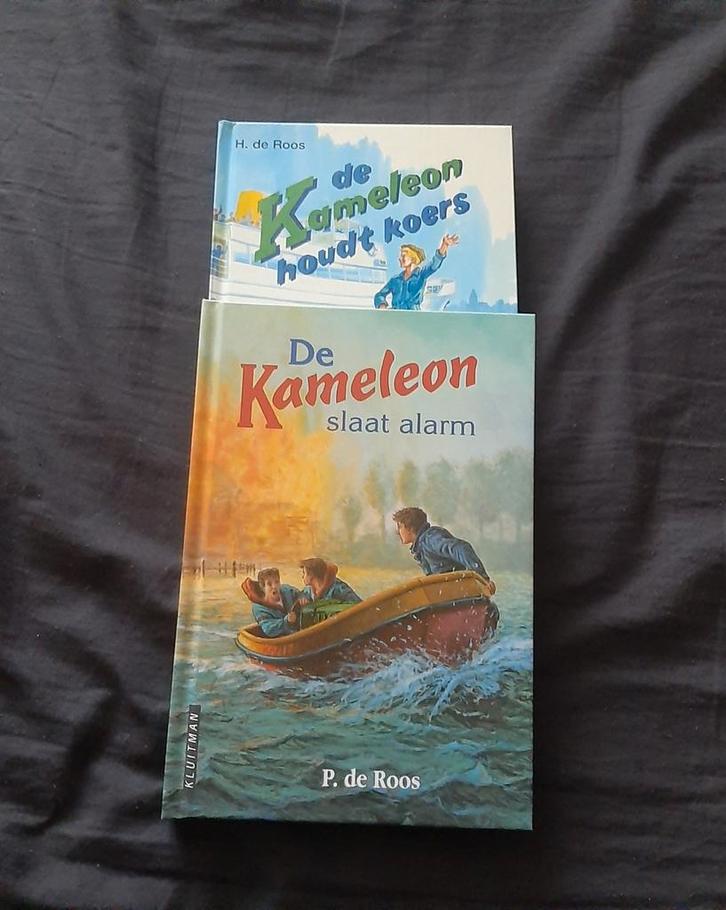 H. de Roos
de
Kameleon
houdt koers
De
Kameleon
slaat alarm
KLUITMAN
P. de Roos